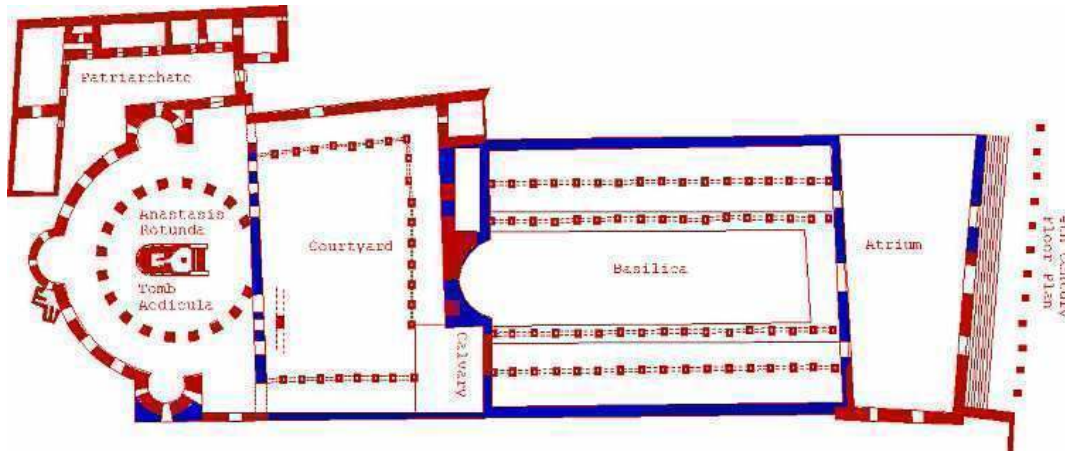 Patriarchate
Anastasis
Rotunda
Tomb
Aedicula
Courtyard
Calvary
Basilica
Atrium
Floor Plan